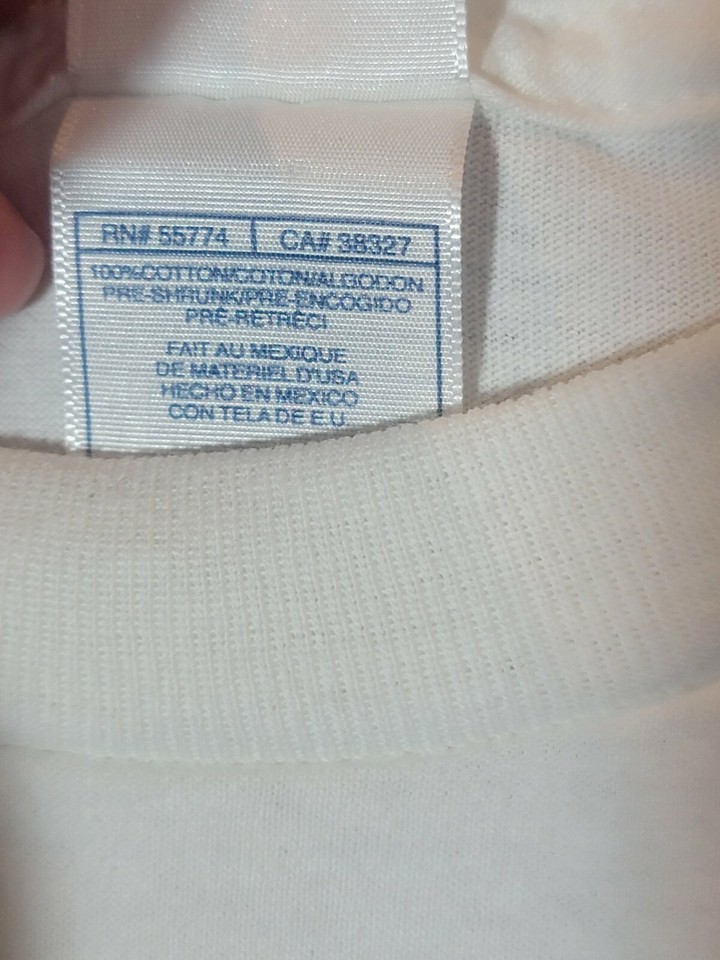 RN# 55774 CA# 38327
100%COTTON/COTON/ALGODON
PRE-SHRUNK/PRE-ENCOGIDO
PRÉ-RÉTRÉCI
FAIT AU MEXIQUE
DE MATERIEL D'USA
HECHO EN MEXICO
CON TELA DE E.U